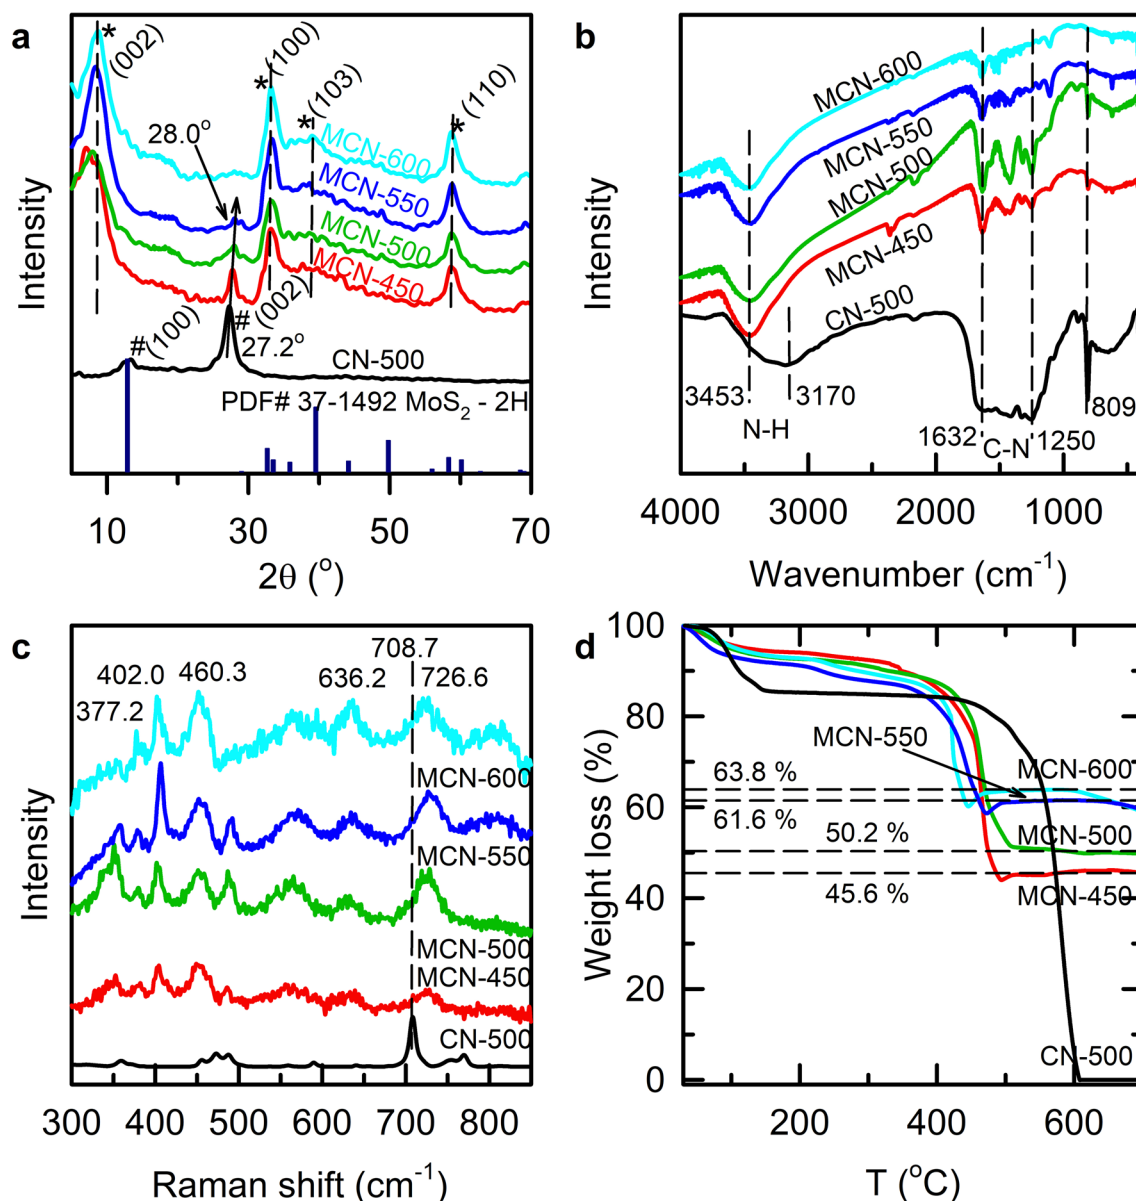 a
*
(002)
28.0°
* (100)
* (103)
* (110)
MCN-600
MCN-550
MCN-500
MCN-450
# (100)
# (002)
27.2°
CN-500
PDF# 37-1492 MoS₂ - 2H
Intensity
10 30 50 70
2θ (°)
b
MCN-600
MCN-550
MCN-500
MCN-450
CN-500
3453 3170
N-H
1632 C-N 1250
809
Intensity
4000 3000 2000 1000
Wavenumber (cm⁻¹)
c
377.2
402.0
460.3
636.2
708.7
726.6
MCN-600
MCN-550
MCN-500
MCN-450
CN-500
Intensity
300 400 500 600 700 800
Raman shift (cm⁻¹)
d
100
80
60
40
20
0
MCN-550
63.8 %
MCN-600
61.6 %
50.2 %
MCN-500
45.6 %
MCN-450
CN-500
Weight loss (%)
200 400 600
T (°C)